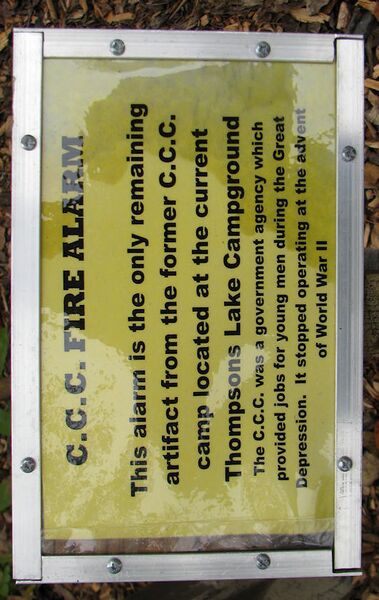 C.C.C. FIRE ALARM
This alarm is the only remaining
artifact from the former C.C.C.
camp located at the current
Thompsons Lake Campground
The C.C.C. was a government agency which
provided jobs for young men during the Great
Depression. It stopped operating at the advent
of World War II